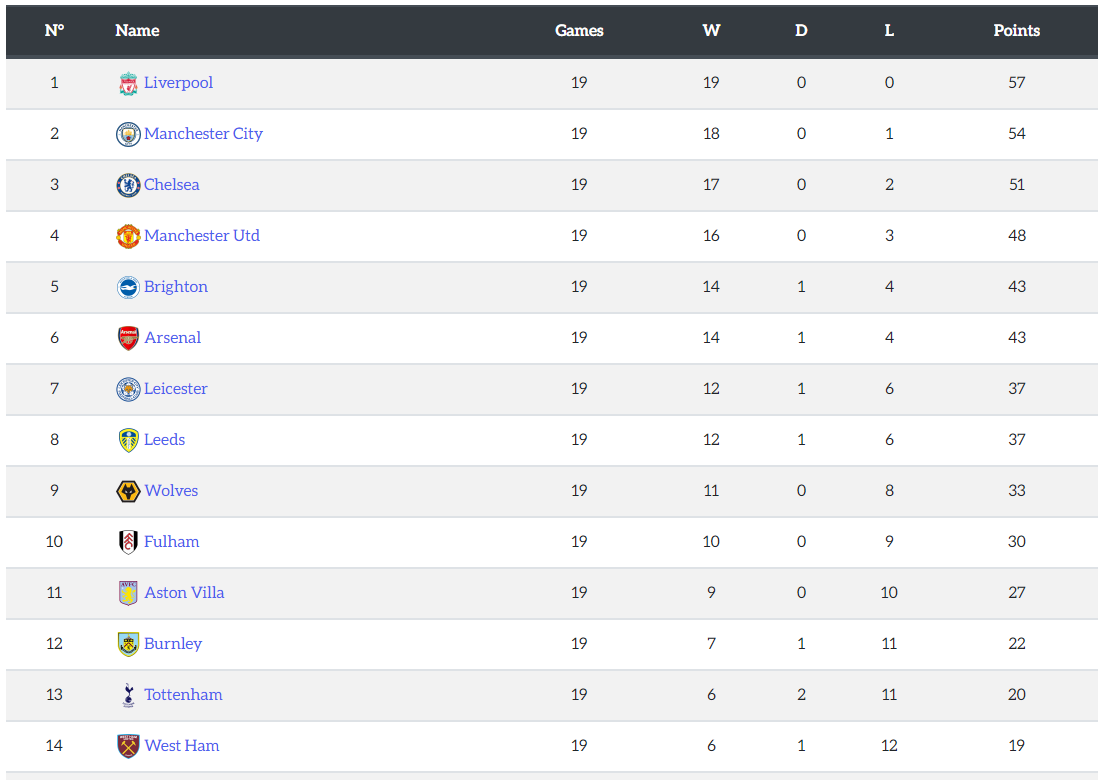 Nº Name Games W D L Points
1 Liverpool 19 19 0 0 57
2 Manchester City 19 18 0 1 54
3 Chelsea 19 17 0 2 51
4 Manchester Utd 19 16 0 3 48
5 Brighton 19 14 1 4 43
6 Arsenal 19 14 1 4 43
7 Leicester 19 12 1 6 37
8 Leeds 19 12 1 6 37
9 Wolves 19 11 0 8 33
10 Fulham 19 10 0 9 30
11 Aston Villa 19 9 0 10 27
12 Burnley 19 7 1 11 22
13 Tottenham 19 6 2 11 20
14 West Ham 19 6 1 12 19